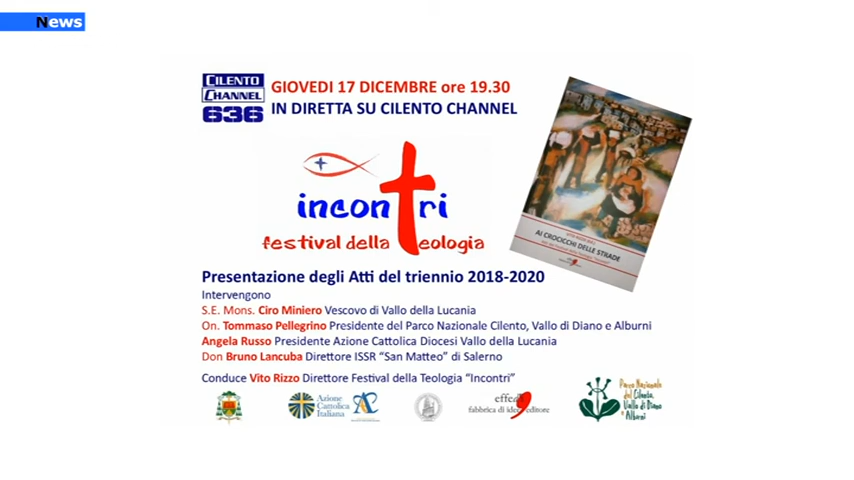 News
CILENTO
CHANNEL
636
GIOVEDI 17 DICEMBRE ore 19.30
IN DIRETTA SU CILENTO CHANNEL
incontri
festival della teologia
AI CROCICCHI DELLE STRADE
Presentazione degli Atti del triennio 2018-2020
Intervengono
S.E. Mons. Ciro Miniero Vescovo di Vallo della Lucania
On. Tommaso Pellegrino Presidente del Parco Nazionale Cilento, Vallo di Diano e Alburni
Angela Russo Presidente Azione Cattolica Diocesi Vallo della Lucania
Don Bruno Lancuba Direttore ISSR “San Matteo” di Salerno
Conduce Vito Rizzo Direttore Festival della Teologia “Incontri”
Azione
Cattolica
Italiana
fabbrica di idee editore
Parco Nazionale
del Cilento,
Vallo di Diano
e Alburni